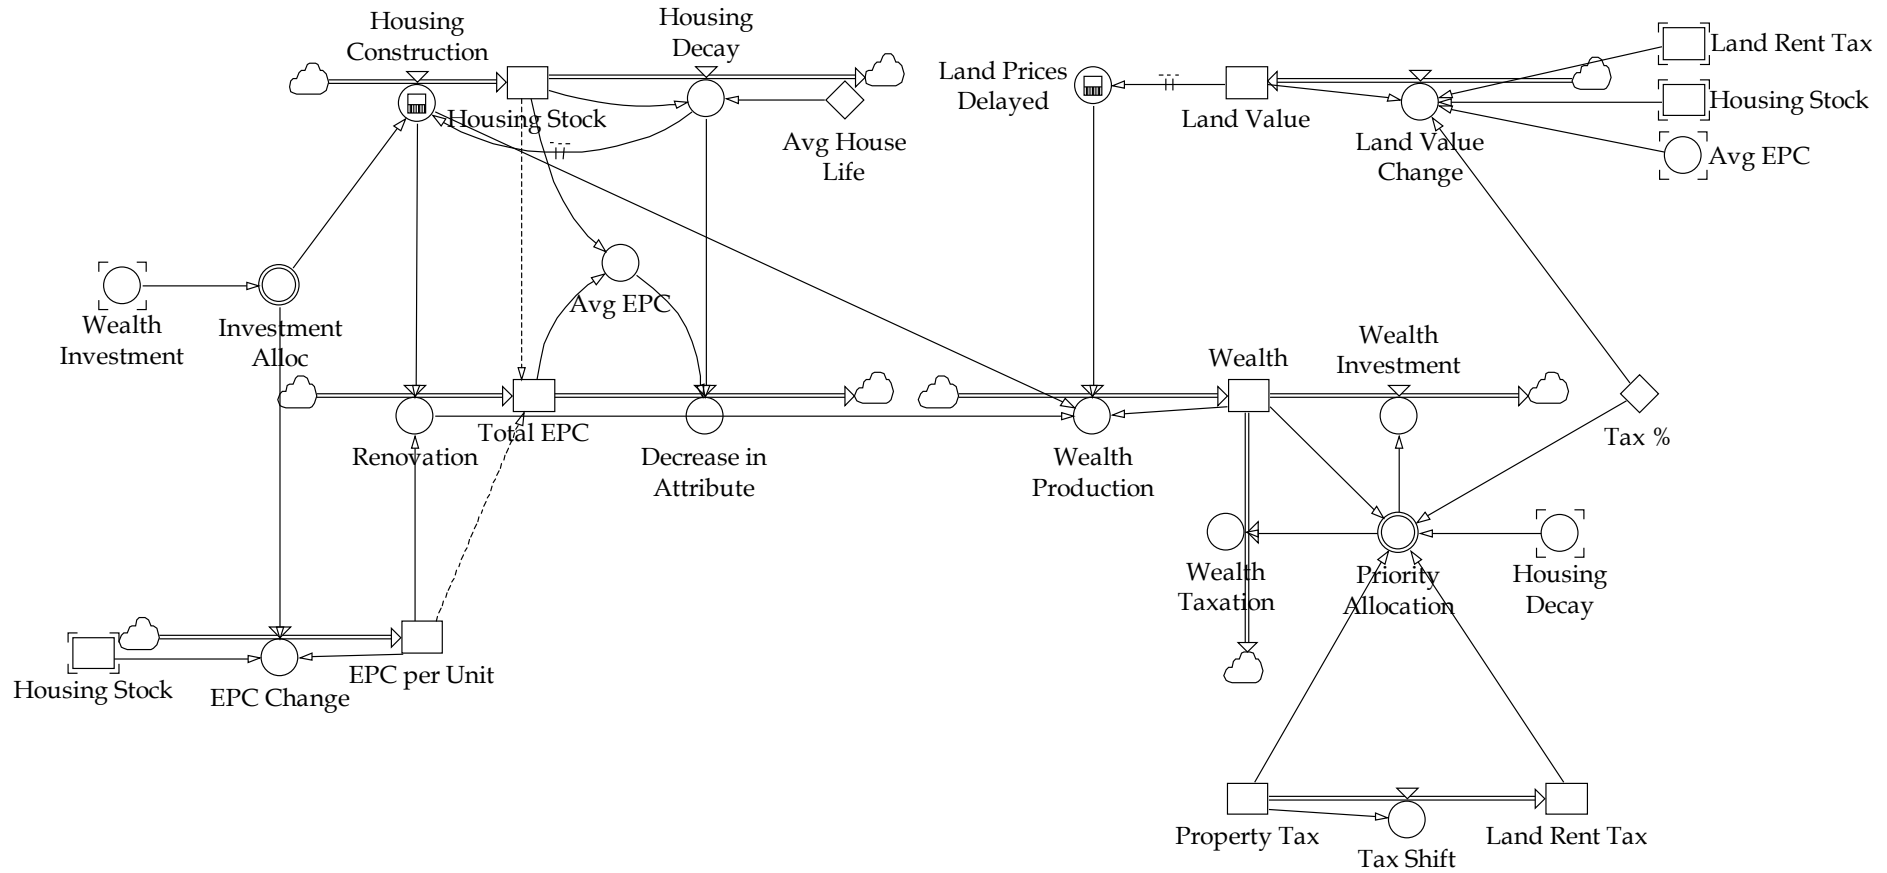 Housing
Construction
Housing
Decay
Housing Stock
Avg House
Life
Land Prices
Delayed
Land Value
Land Value
Change
Land Rent Tax
Housing Stock
Avg EPC
Wealth
Investment
Investment
Alloc
Avg EPC
Wealth
Wealth
Investment
Tax %
Renovation
Total EPC
Decrease in
Attribute
Wealth
Production
Wealth
Taxation
Priority
Allocation
Housing
Decay
Housing Stock
EPC Change
EPC per Unit
Property Tax
Tax Shift
Land Rent Tax